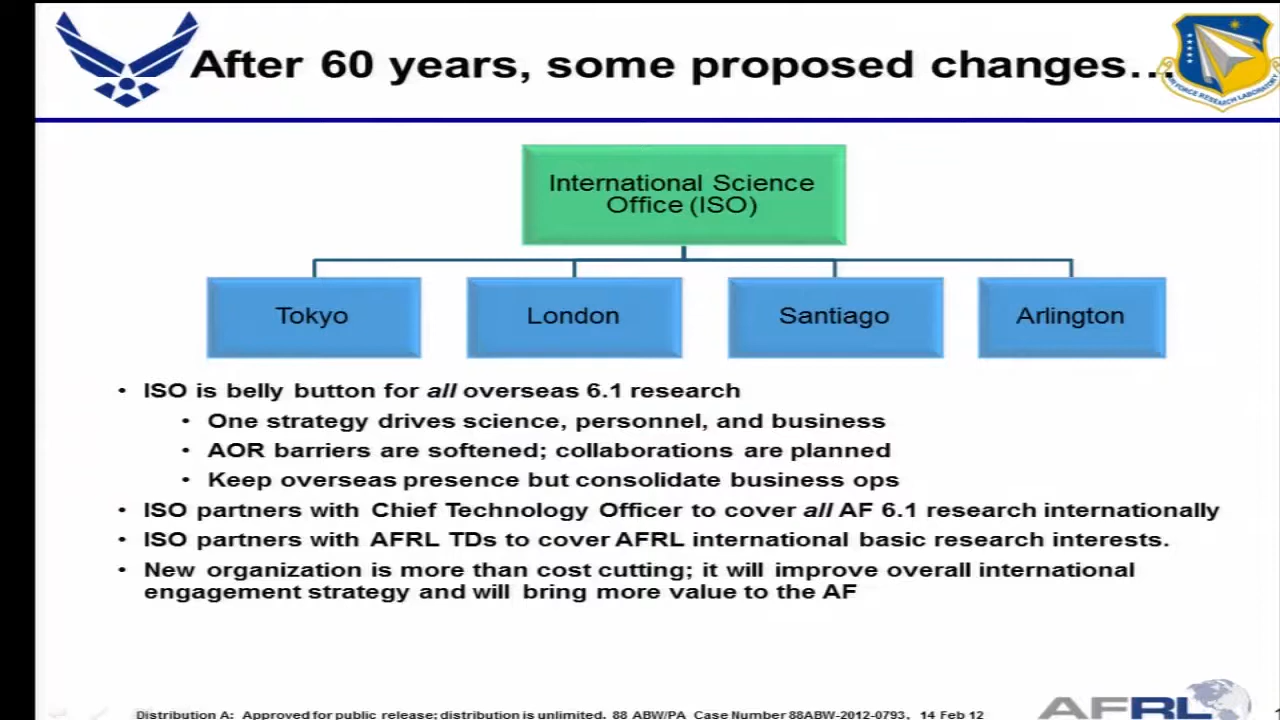 After 60 years, some proposed changes…
AIR FORCE RESEARCH LABORATORY
International Science
Office (ISO)
Tokyo
London
Santiago
Arlington
• ISO is belly button for all overseas 6.1 research
• One strategy drives science, personnel, and business
• AOR barriers are softened; collaborations are planned
• Keep overseas presence but consolidate business ops
• ISO partners with Chief Technology Officer to cover all AF 6.1 research internationally
• ISO partners with AFRL TDs to cover AFRL international basic research interests.
• New organization is more than cost cutting; it will improve overall international
engagement strategy and will bring more value to the AF
Distribution A: Approved for public release; distribution is unlimited. 88 ABW/PA Case Number 88ABW-2012-0793, 14 Feb 12
AFRL